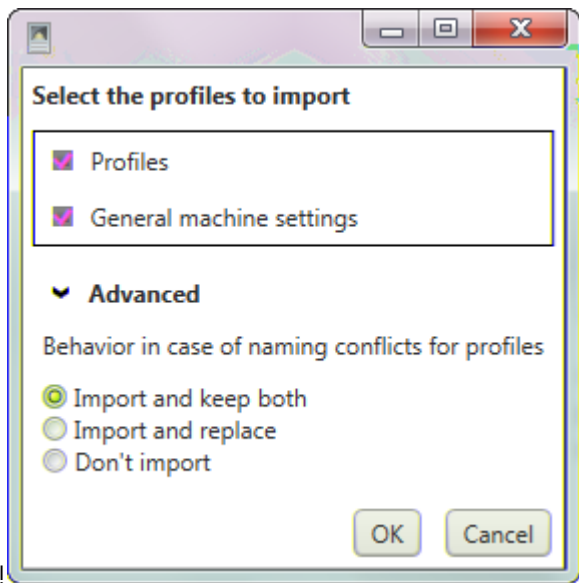 Select the profiles to import
Profiles
General machine settings
Advanced
Behavior in case of naming conflicts for profiles
Import and keep both
Import and replace
Don't import
OK Cancel